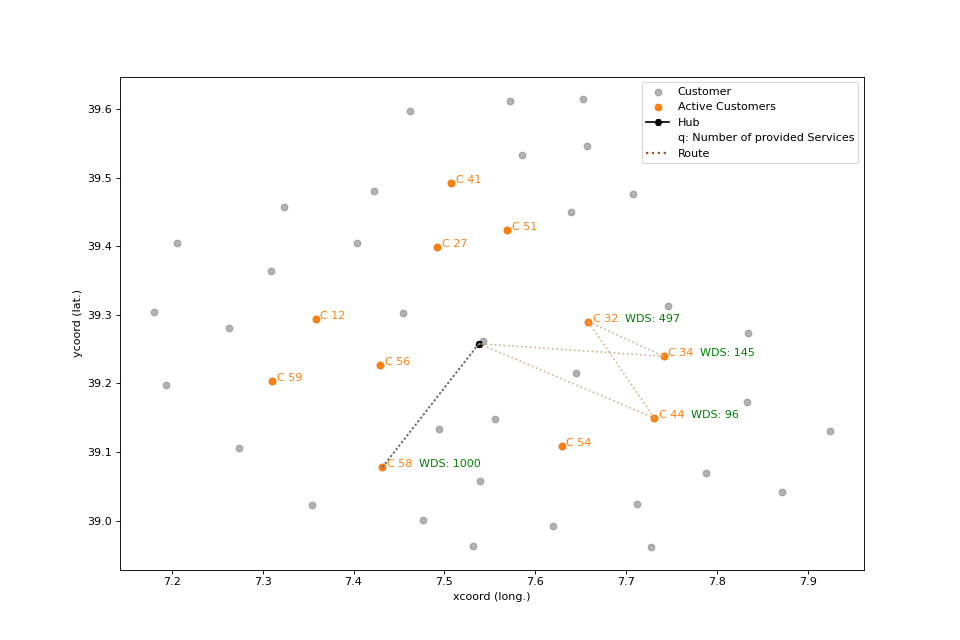 Customer
Active Customers
Hub
q: Number of provided Services
Route
39.6
39.5
39.4
39.3
39.2
39.1
39.0
ycoord (lat.)
C 41
C 51
C 27
C 12
C 32 WDS: 497
C 34 WDS: 145
C 56
C 59
C 44 WDS: 96
C 54
C 58 WDS: 1000
7.2 7.3 7.4 7.5 7.6 7.7 7.8 7.9
xcoord (long.)